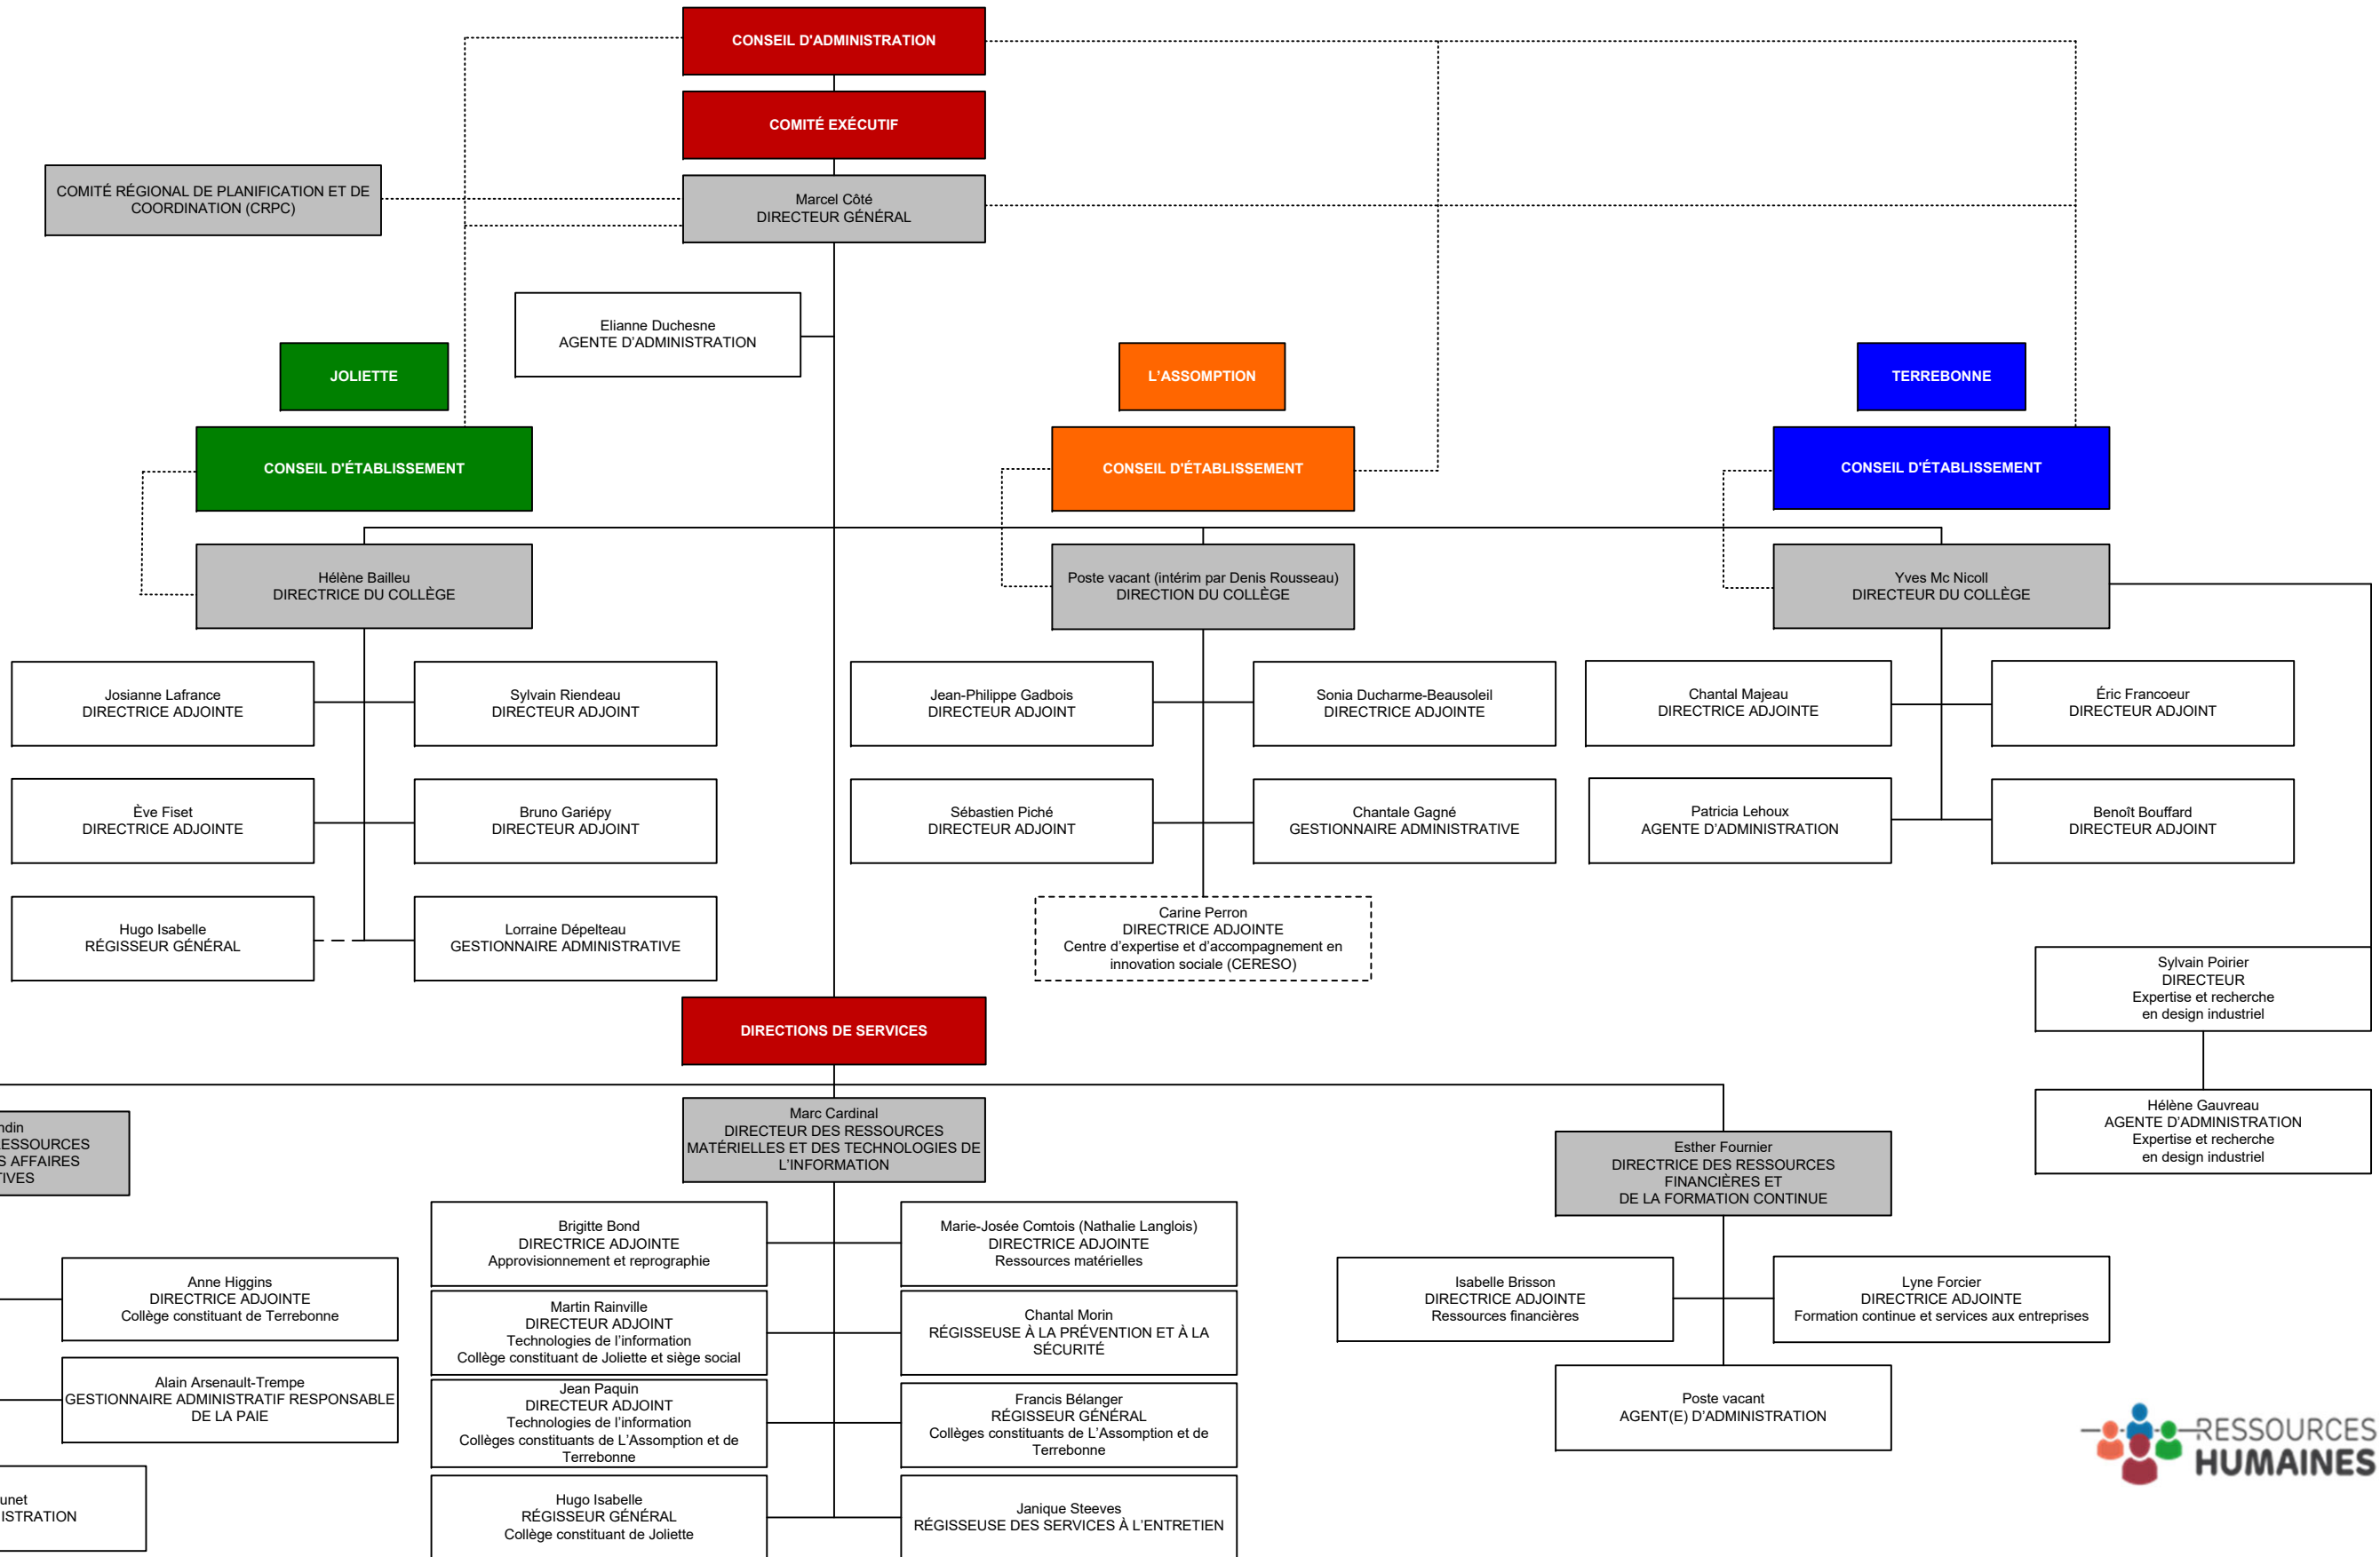 CONSEIL D'ADMINISTRATION
COMITÉ EXÉCUTIF
COMITÉ RÉGIONAL DE PLANIFICATION ET DE
COORDINATION (CRPC)
Marcel Côté
DIRECTEUR GÉNÉRAL
Elianne Duchesne
AGENTE D'ADMINISTRATION
JOLIETTE
L'ASSOMPTION
TERREBONNE
CONSEIL D'ÉTABLISSEMENT
CONSEIL D'ÉTABLISSEMENT
CONSEIL D'ÉTABLISSEMENT
Hélène Bailleu
DIRECTRICE DU COLLÈGE
Poste vacant (intérim par Denis Rousseau)
DIRECTION DU COLLÈGE
Yves Mc Nicoll
DIRECTEUR DU COLLÈGE
Josianne Lafrance
DIRECTRICE ADJOINTE
Sylvain Riendeau
DIRECTEUR ADJOINT
Jean-Philippe Gadbois
DIRECTEUR ADJOINT
Sonia Ducharme-Beausoleil
DIRECTRICE ADJOINTE
Chantal Majeau
DIRECTRICE ADJOINTE
Éric Francoeur
DIRECTEUR ADJOINT
Ève Fiset
DIRECTRICE ADJOINTE
Bruno Gariépy
DIRECTEUR ADJOINT
Sébastien Piché
DIRECTEUR ADJOINT
Chantale Gagné
GESTIONNAIRE ADMINISTRATIVE
Patricia Lehoux
AGENTE D'ADMINISTRATION
Benoît Bouffard
DIRECTEUR ADJOINT
Hugo Isabelle
RÉGISSEUR GÉNÉRAL
Lorraine Dépelteau
GESTIONNAIRE ADMINISTRATIVE
Carine Perron
DIRECTRICE ADJOINTE
Centre d'expertise et d'accompagnement en
innovation sociale (CERESO)
Sylvain Poirier
DIRECTEUR
Expertise et recherche
en design industriel
DIRECTIONS DE SERVICES
Hélène Gauvreau
AGENTE D'ADMINISTRATION
Expertise et recherche
en design industriel
ndin
ESSOURCES
S AFFAIRES
TIVES
Marc Cardinal
DIRECTEUR DES RESSOURCES
MATÉRIELLES ET DES TECHNOLOGIES DE
L'INFORMATION
Esther Fournier
DIRECTRICE DES RESSOURCES
FINANCIÈRES ET
DE LA FORMATION CONTINUE
Anne Higgins
DIRECTRICE ADJOINTE
Collège constituant de Terrebonne
Brigitte Bond
DIRECTRICE ADJOINTE
Approvisionnement et reprographie
Marie-Josée Comtois (Nathalie Langlois)
DIRECTRICE ADJOINTE
Ressources matérielles
Isabelle Brisson
DIRECTRICE ADJOINTE
Ressources financières
Lyne Forcier
DIRECTRICE ADJOINTE
Formation continue et services aux entreprises
Martin Rainville
DIRECTEUR ADJOINT
Technologies de l'information
Collège constituant de Joliette et siège social
Chantal Morin
RÉGISSEUSE À LA PRÉVENTION ET À LA
SÉCURITÉ
Alain Arsenault-Trempe
GESTIONNAIRE ADMINISTRATIF RESPONSABLE
DE LA PAIE
Jean Paquin
DIRECTEUR ADJOINT
Technologies de l'information
Collèges constituants de L'Assomption et de
Terrebonne
Francis Bélanger
RÉGISSEUR GÉNÉRAL
Collèges constituants de L'Assomption et de
Terrebonne
Poste vacant
AGENT(E) D'ADMINISTRATION
unet
ISTRATION
Hugo Isabelle
RÉGISSEUR GÉNÉRAL
Collège constituant de Joliette
Janique Steeves
RÉGISSEUSE DES SERVICES À L'ENTRETIEN
RESSOURCES
HUMAINES